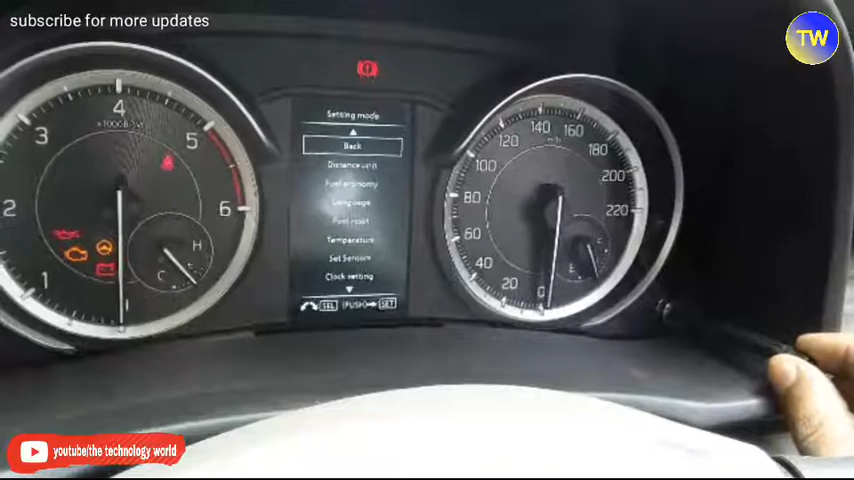 subscribe for more updates
TW
Setting mode
Back
Distance unit
Fuel economy
Language
Fuel reset
Temperature
Set Sensors
Clock setting
SEL (PUSH) SET
1 2 3 4 5 6
×1000RPM
C H
0 20 40 60 80 100 120 140 160 180 200 220
km/h
E F
youtube/the technology world